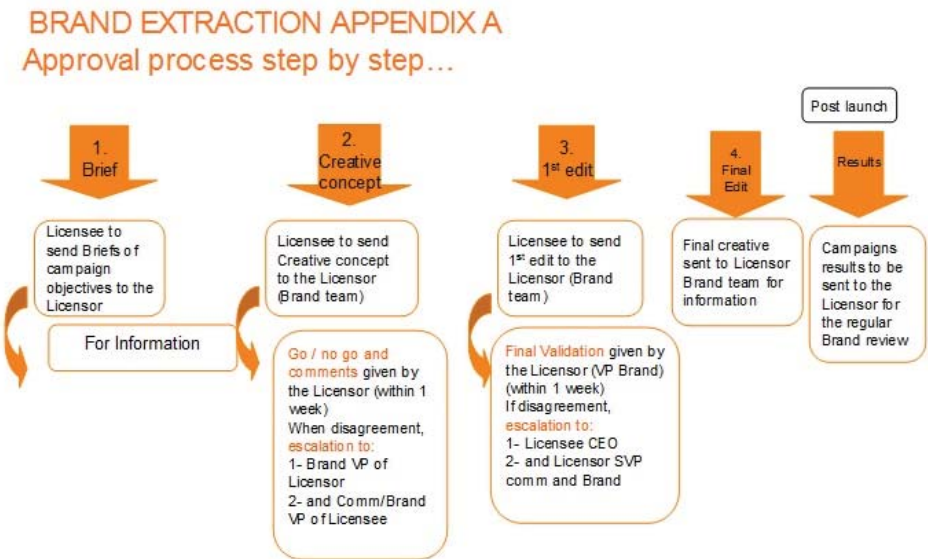 BRAND EXTRACTION APPENDIX A
Approval process step by step...
1.
Brief
Licensee to
send Briefs of
campaign
objectives to the
Licensor
For Information
2.
Creative
concept
Licensee to send
Creative concept
to the Licensor
(Brand team)
Go / no go and
comments given by
the Licensor (within 1
week)
When disagreement,
escalation to:
1- Brand VP of
Licensor
2- and Comm/Brand
VP of Licensee
3.
1st edit
Licensee to send
1st edit to the
Licensor (Brand
team )
Final Validation given by
the Licensor (VP Brand)
(within 1 week)
If disagreement,
escalation to:
1- Licensee CEO
2- and Licensor SVP
comm and Brand
4.
Final
Edit
Final creative
sent to Licensor
Brand team for
information
Post launch
Results
Campaigns
results to be
sent to the
Licensor for
the regular
Brand review